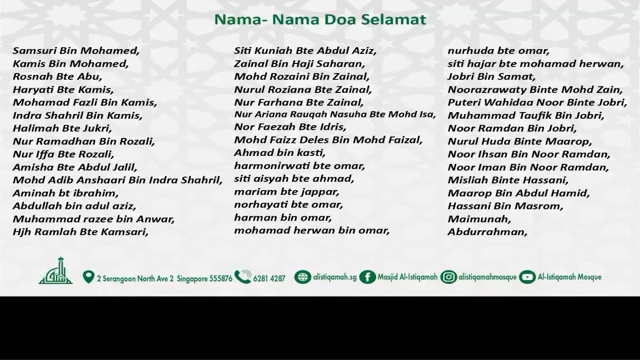 Nama- Nama Doa Selamat
Samsuri Bin Mohamed,
Kamis Bin Mohamed,
Rosnah Bte Abu,
Haryati Bte Kamis,
Mohamad Fazli Bin Kamis,
Indra Shahril Bin Kamis,
Halimah Bte Jukri,
Nur Ramadhan Bin Rozali,
Nur Iffa Bte Rozali,
Amisha Bte Abdul Jalil,
Mohd Adib Anshaari Bin Indra Shahril,
Aminah bt ibrahim,
Abdullah bin adul aziz,
Muhammad razee bin Anwar,
Hjh Ramlah Bte Kamsari,
Siti Kuniah Bte Abdul Aziz,
Zainal Bin Haji Saharan,
Mohd Rozaini Bin Zainal,
Nurul Roziana Bte Zainal,
Nur Farhana Bte Zainal,
Nur Ariana Rauqah Nasuha Bte Mohd Isa,
Nor Faezah Bte Idris,
Mohd Faizz Deles Bin Mohd Faizal,
Ahmad bin kasti,
harmonirwati bte omar,
siti aisyah bte ahmad,
mariam bte jappar,
norhayati bte omar,
harman bin omar,
mohamad herwan bin omar,
nurhuda bte omar,
siti hajar bte mohamad herwan,
Jobri Bin Samat,
Noorazrawaty Binte Mohd Zain,
Puteri Wahidaa Noor Binte Jobri,
Muhammad Taufik Bin Jobri,
Noor Ramdan Bin Jobri,
Nurul Huda Binte Maarop,
Noor Ihsan Bin Noor Ramdan,
Noor Iman Bin Noor Ramdan,
Misliah Binte Hassani,
Maarop Bin Abdul Hamid,
Hassani Bin Masrom,
Maimunah,
Abdurrahman,
2 Serangoon North Ave 2 Singapore 555876
6281 4287
alistiqamah.sg
Masjid Al-Istiqamah
alistiqamahmosque
Al-Istiqamah Mosque